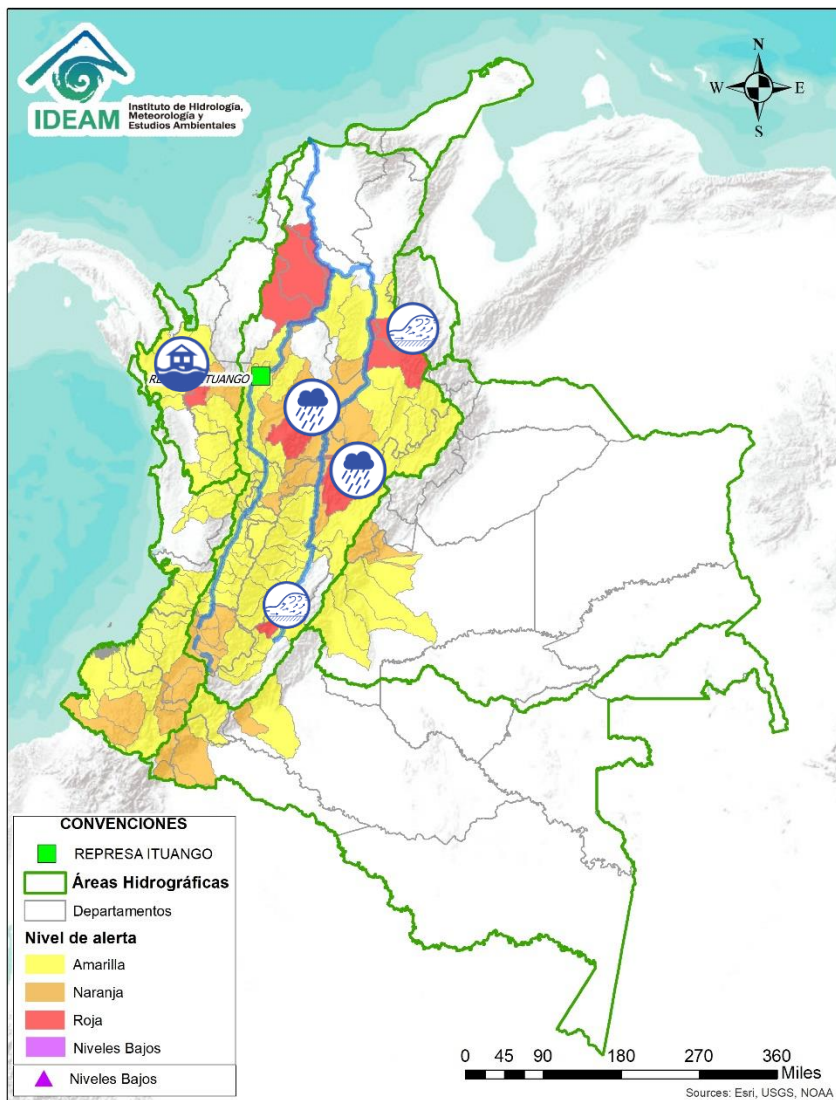 IDEAM
Instituto de Hidrología,
Meteorología y
Estudios Ambientales
N
W
E
S
ITUANGO
CONVENCIONES
REPRESA ITUANGO
Áreas Hidrográficas
Departamentos
Nivel de alerta
Amarilla
Naranja
Roja
Niveles Bajos
Niveles Bajos
0 45 90 180 270 360
Miles
Sources: Esri, USGS, NOAA